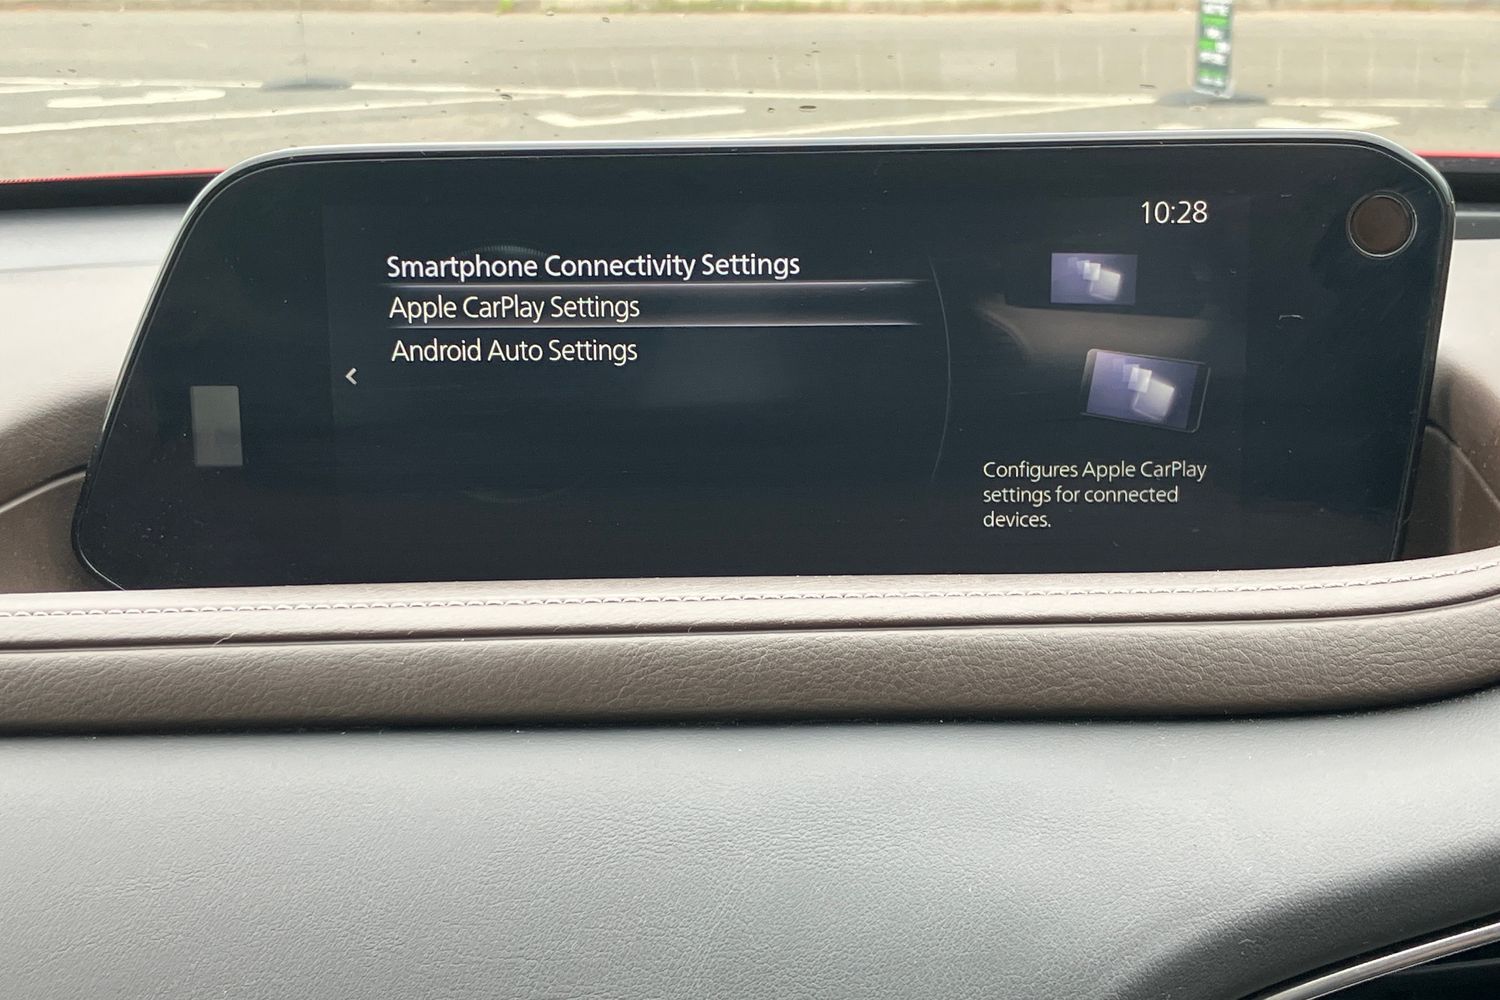 10:28
Smartphone Connectivity Settings
Apple CarPlay Settings
Android Auto Settings
Configures Apple CarPlay
settings for connected
devices.